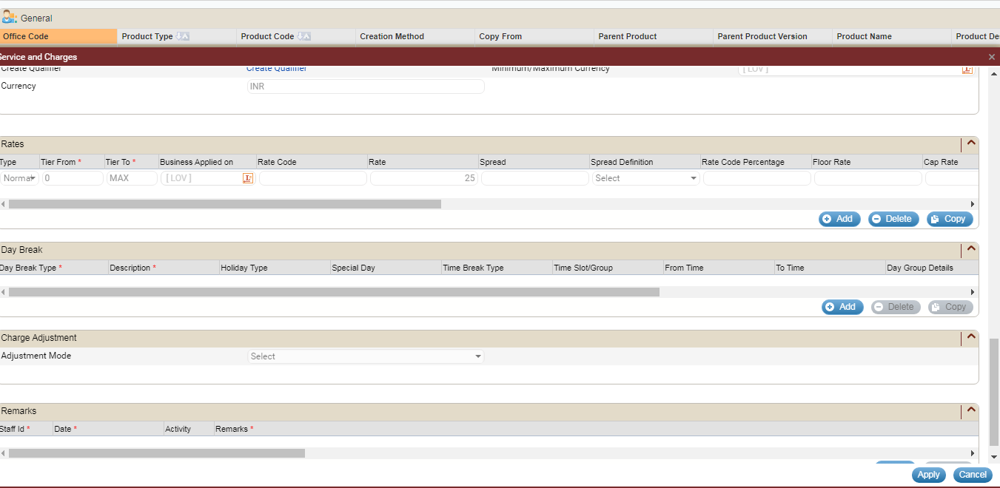 General
Office Code Product Type Product Code Creation Method Copy From Parent Product Parent Product Version Product Name Product De
Service and Charges
Create Qualifier Create Qualifier Minimum/Maximum Currency [ LOV ]
Currency INR
Rates
Type Tier From * Tier To * Business Applied on Rate Code Rate Spread Spread Definition Rate Code Percentage Floor Rate Cap Rate
Normal 0 MAX [ LOV ] 25 Select
Add Delete Copy
Day Break
Day Break Type * Description * Holiday Type Special Day Time Break Type Time Slot/Group From Time To Time Day Group Details
Add Delete Copy
Charge Adjustment
Adjustment Mode Select
Remarks
Staff Id * Date * Activity Remarks *
Apply Cancel